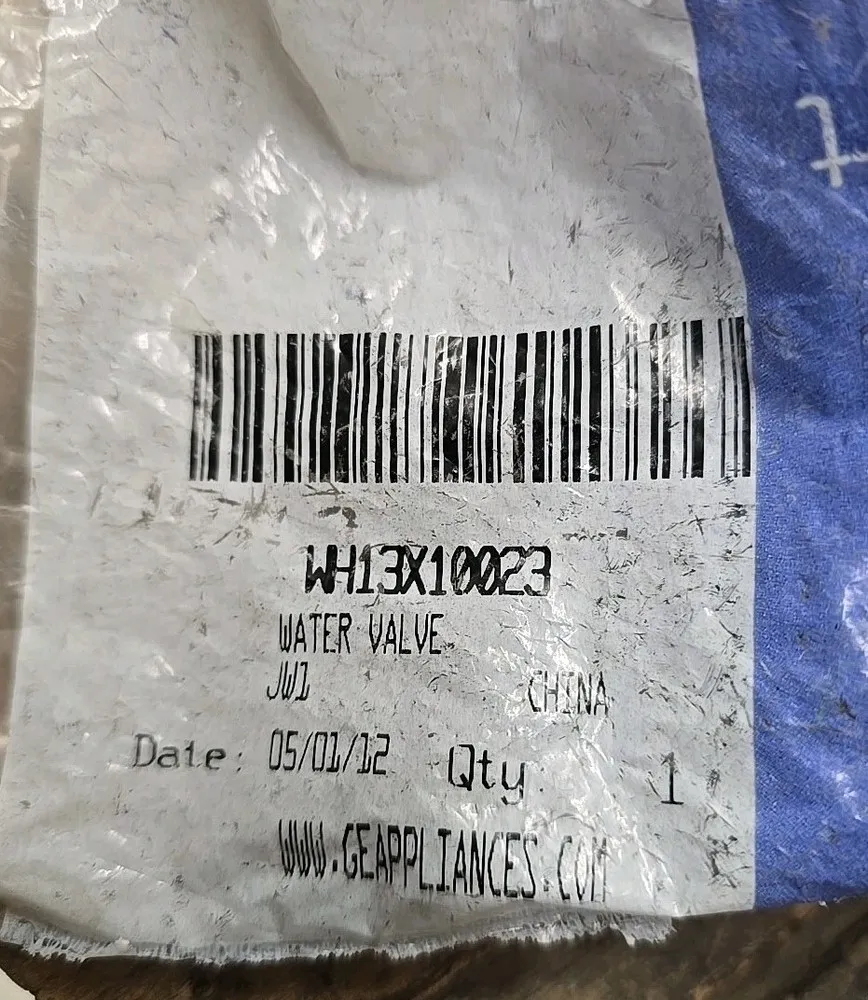 WH13X10023
WATER VALVE
JW1 CHINA
Date: 05/01/12 Qty 1
WWW.GEAPPLIANCES.COM